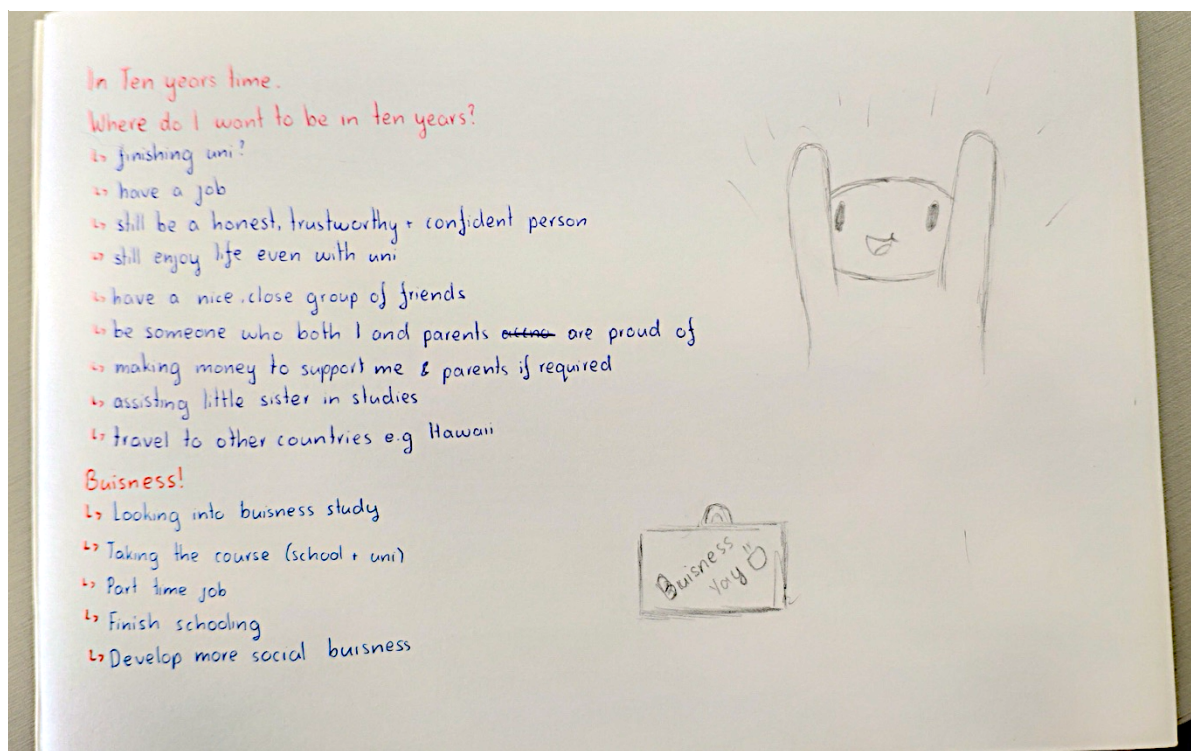 In Ten years time.
Where do I want to be in ten years?
↳ finishing uni?
↳ have a job
↳ still be a honest, trustworthy + confident person
↳ still enjoy life even with uni
↳ have a nice, close group of friends
↳ be someone who both I and parents are proud of
↳ making money to support me & parents if required
↳ assisting little sister in studies
↳ travel to other countries e.g Hawaii
Buisness!
↳ Looking into buisness study
↳ Taking the course (school + uni)
↳ Part time job
↳ Finish schooling
↳ Develop more social buisness
Buisness
Yay